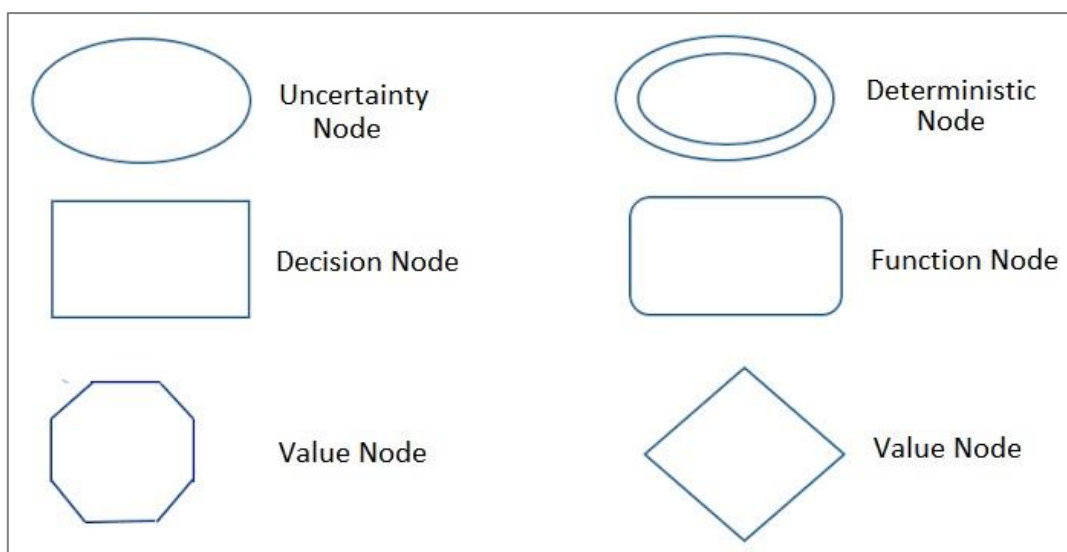 Uncertainty
Node
Deterministic
Node
Decision Node
Function Node
Value Node
Value Node